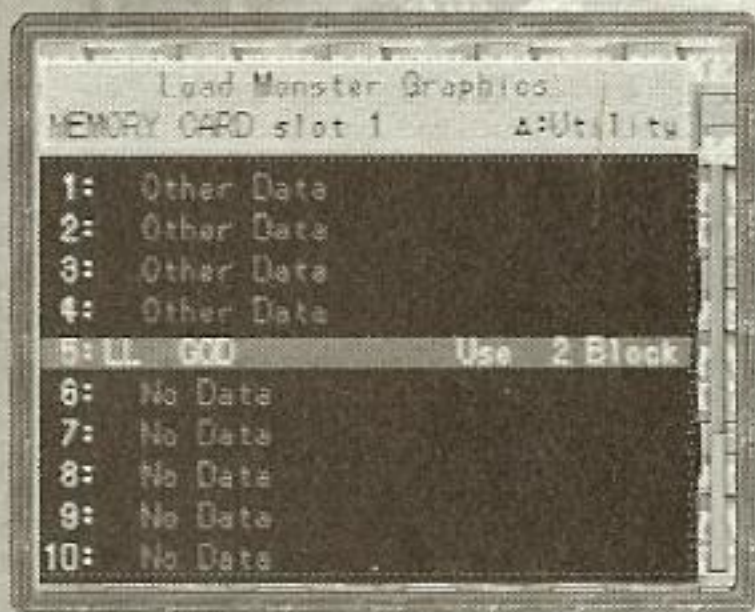 Load Monster Graphics
MEMORY CARD slot 1 △:Utility
1: Other Data
2: Other Data
3: Other Data
4: Other Data
5: LL GOD Use 2 Block
6: No Data
7: No Data
8: No Data
9: No Data
10: No Data